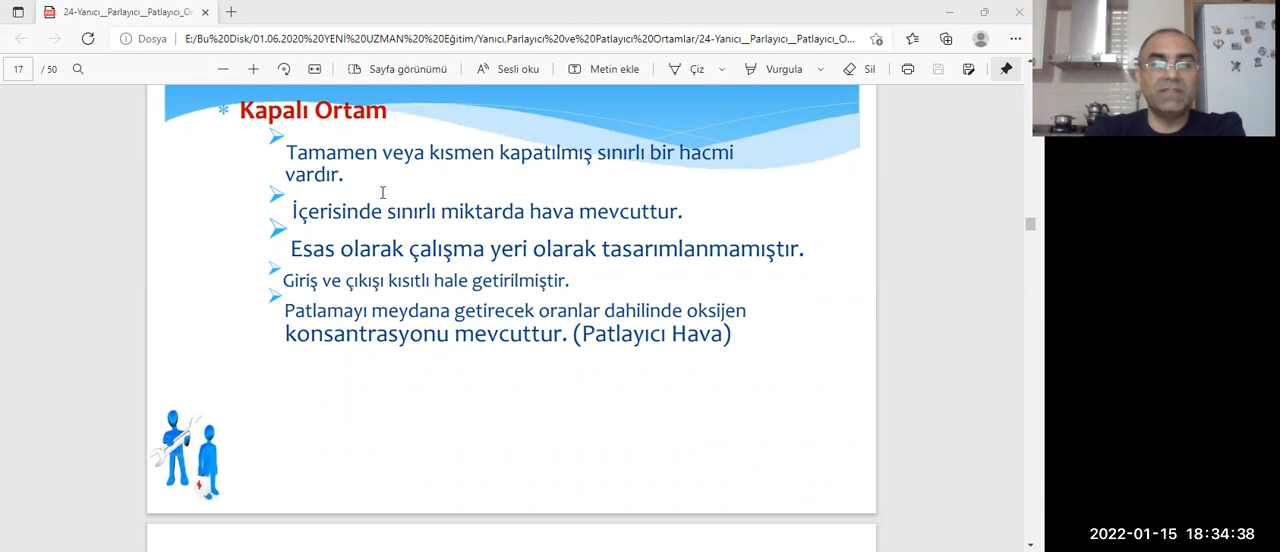 24-Yanıcı__Parlayıcı__Patlayıcı_Or
Dosya
E:/Bu%20Disk/01.06.2020%20YENİ%20UZMAN%20%20Eğitim/Yanıcı,Parlayıcı%20ve%20Patlayıcı%20Ortamlar/24-Yanıcı__Parlayıcı__Patlayıcı_O...
17 / 50
Sayfa görünümü
Sesli oku
Metin ekle
Çiz
Vurgula
Sil
* Kapalı Ortam
Tamamen veya kısmen kapatılmış sınırlı bir hacmi
vardır.
İçerisinde sınırlı miktarda hava mevcuttur.
Esas olarak çalışma yeri olarak tasarımlanmamıştır.
Giriş ve çıkışı kısıtlı hale getirilmiştir.
Patlamayı meydana getirecek oranlar dahilinde oksijen
konsantrasyonu mevcuttur. (Patlayıcı Hava)
2022-01-15 18:34:38